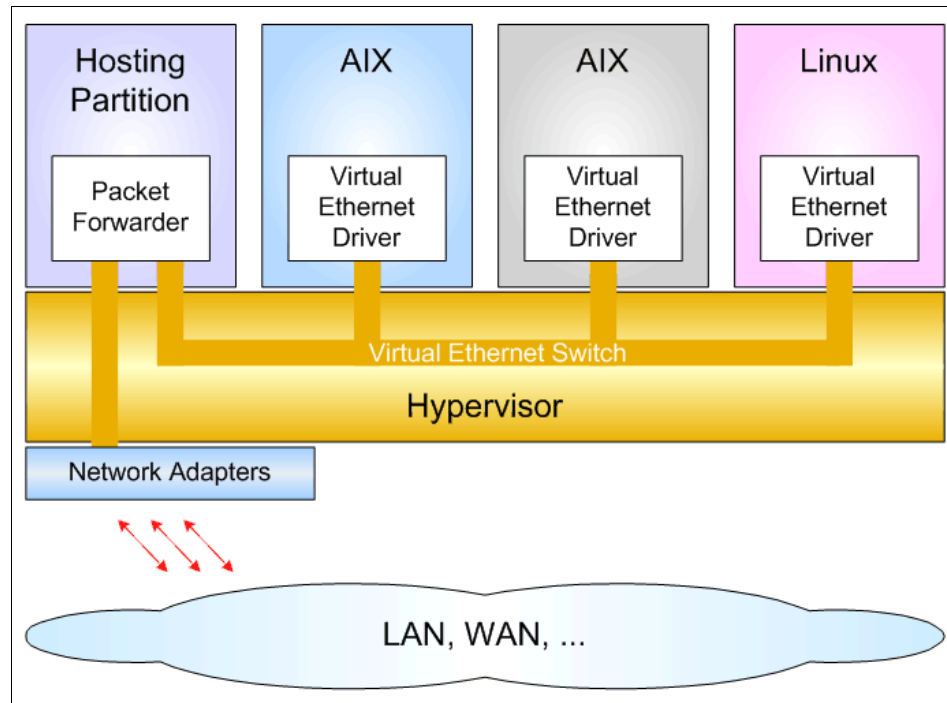 Hosting
Partition
AIX
AIX
Linux
Packet
Forwarder
Virtual
Ethernet
Driver
Virtual
Ethernet
Driver
Virtual
Ethernet
Driver
Virtual Ethernet Switch
Hypervisor
Network Adapters
LAN, WAN, ...